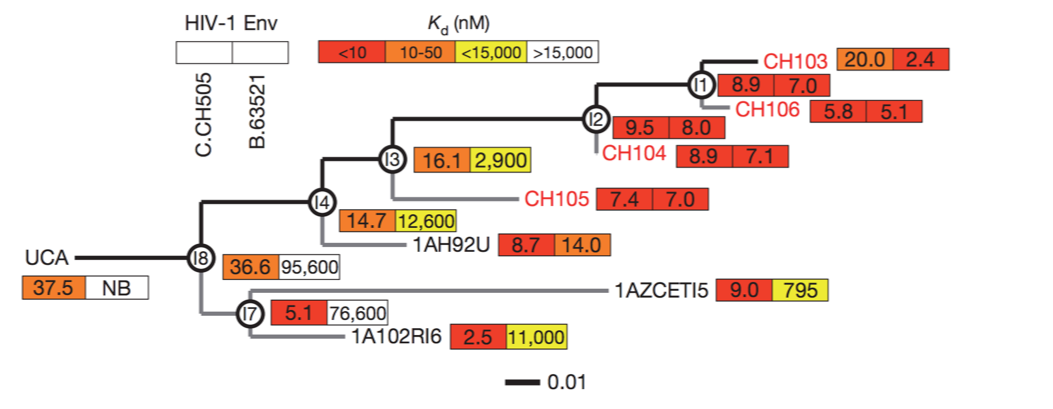 HIV-1 Env
C.CH505
B.63521
Kd (nM)
<10 10-50 <15,000 >15,000
CH103 20.0 2.4
I1 8.9 7.0
CH106 5.8 5.1
I2 9.5 8.0
CH104 8.9 7.1
I3 16.1 2,900
CH105 7.4 7.0
I4 14.7 12,600
1AH92U 8.7 14.0
UCA 37.5 NB
I8 36.6 95,600
1AZCETI5 9.0 795
I7 5.1 76,600
1A102RI6 2.5 11,000
0.01